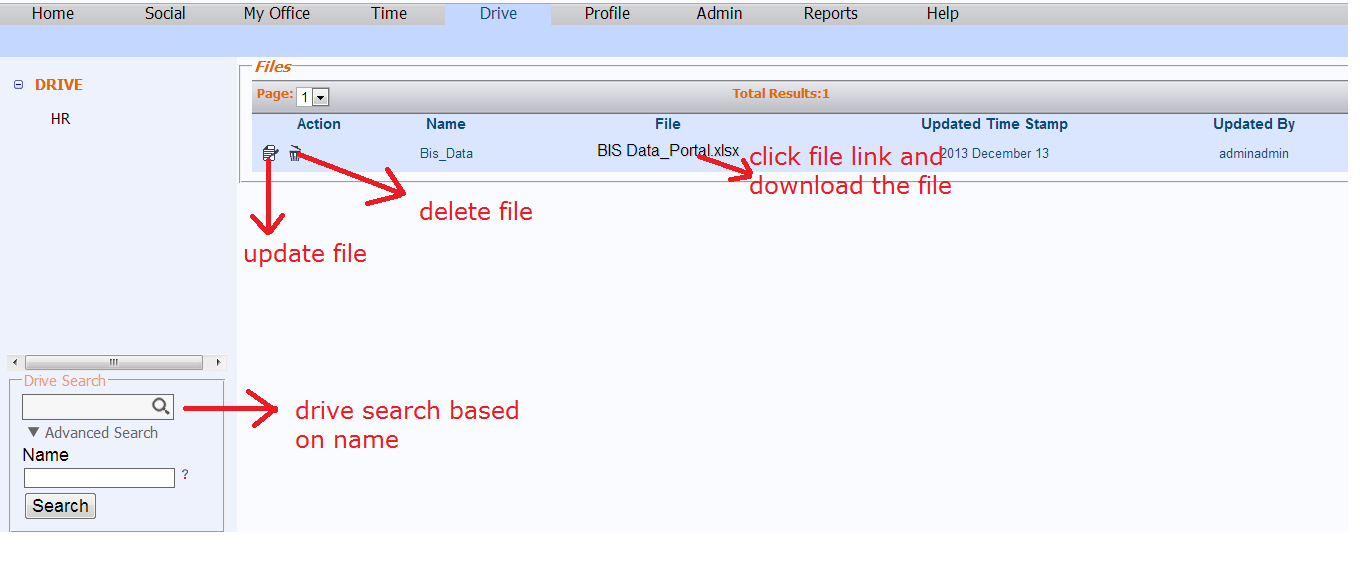 Home Social My Office Time Drive Profile Admin Reports Help
DRIVE
HR
Files
Page: 1 Total Results:1
Action Name File Updated Time Stamp Updated By
Bis_Data BIS Data_Portal.xlsx 2013 December 13 adminadmin
click file link and
download the file
delete file
update file
Drive Search
Advanced Search
Name
?
Search
drive search based
on name